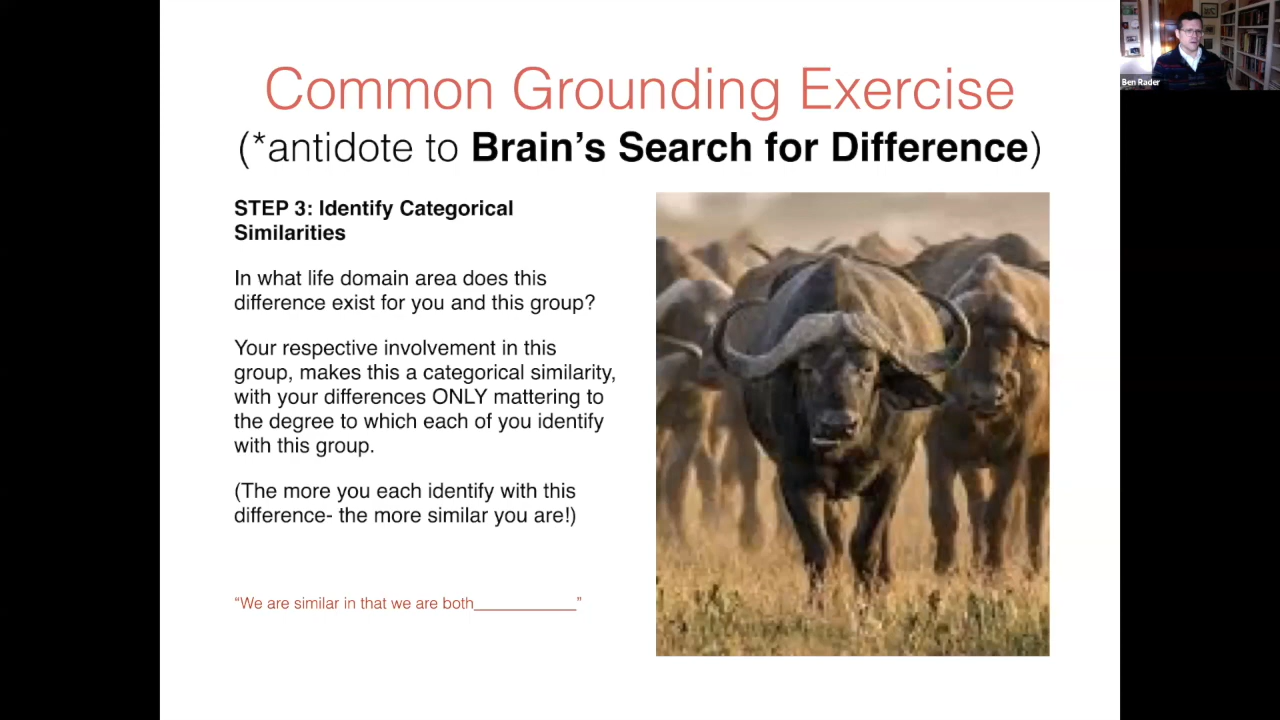 Common Grounding Exercise
(*antidote to Brain's Search for Difference)
STEP 3: Identify Categorical
Similarities
In what life domain area does this
difference exist for you and this group?
Your respective involvement in this
group, makes this a categorical similarity,
with your differences ONLY mattering to
the degree to which each of you identify
with this group.
(The more you each identify with this
difference- the more similar you are!)
“We are similar in that we are both____________”
Ben Rader